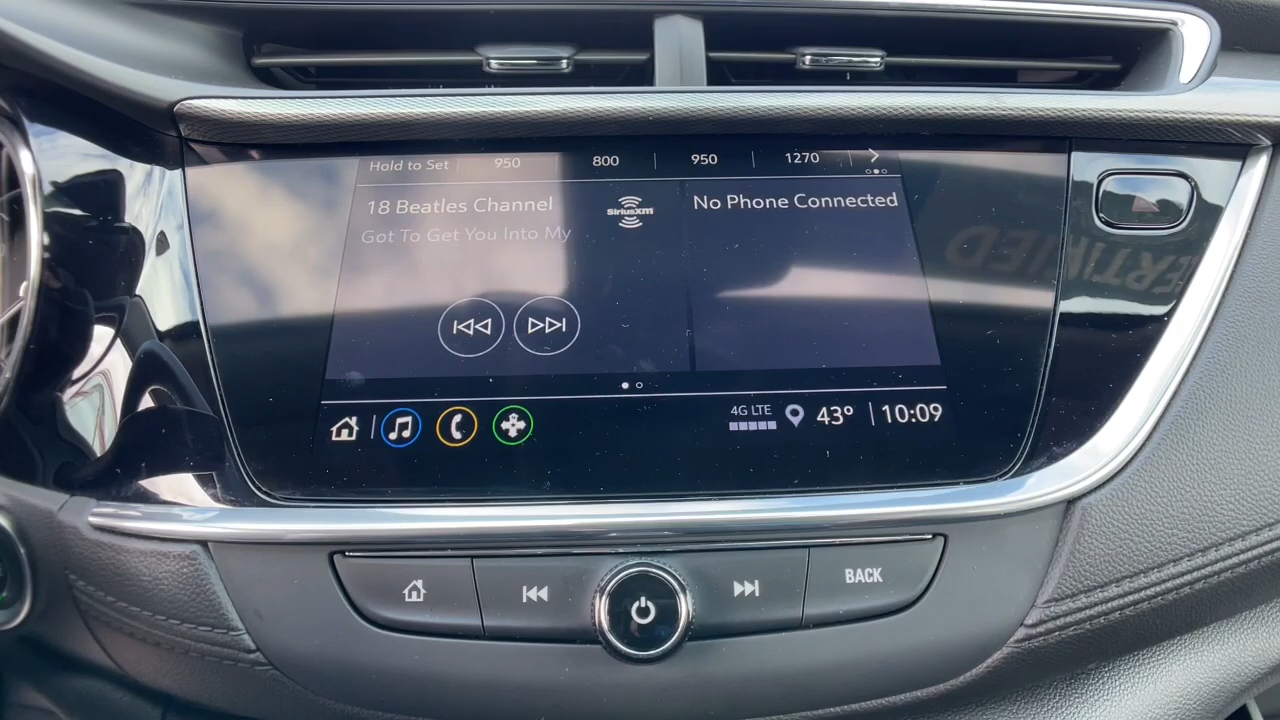 Hold to Set 950 800 950 1270
18 Beatles Channel
SiriusXM
No Phone Connected
Got To Get You Into My
4G LTE 43° 10:09
BACK
CERTIFIED